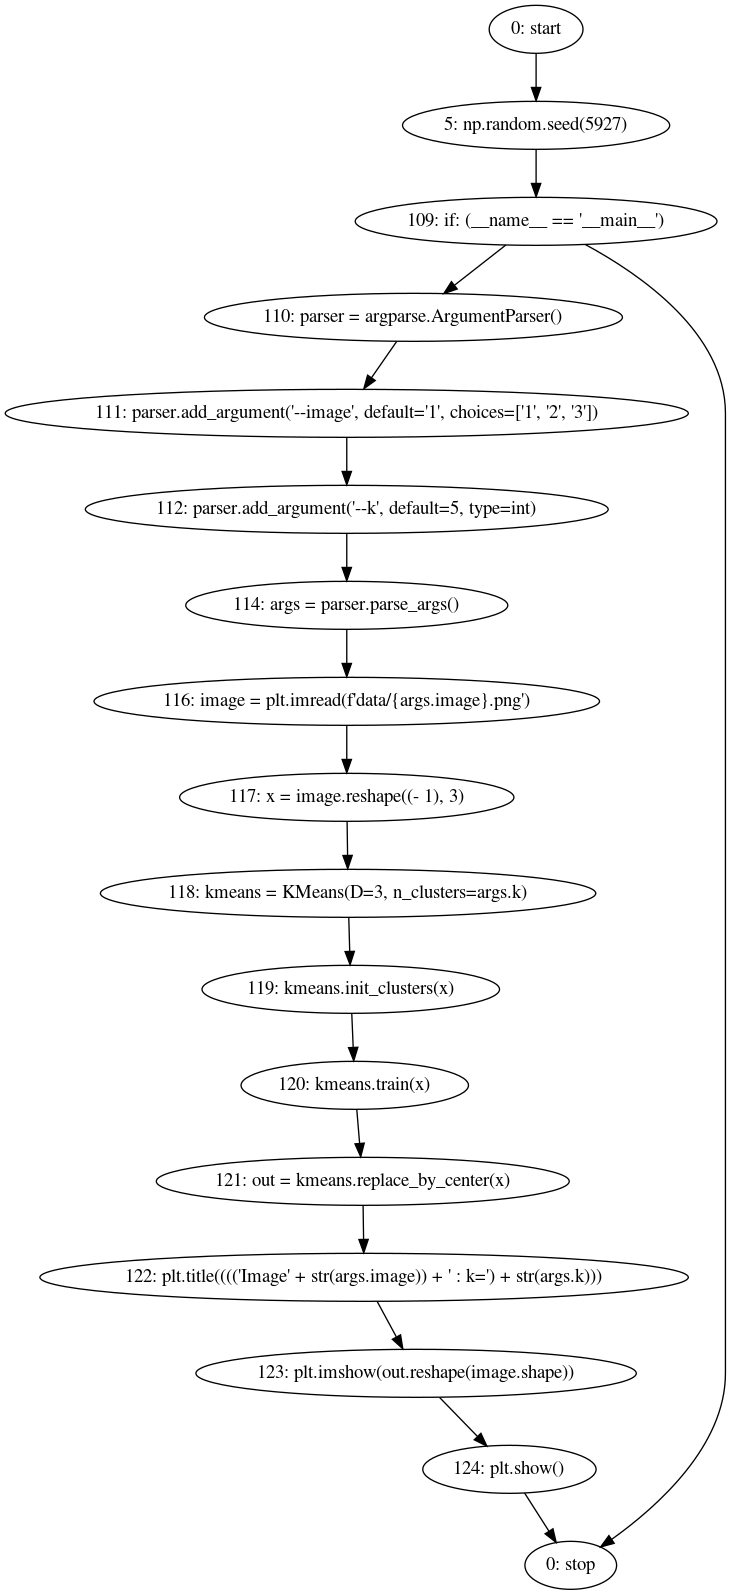 0: start
5: np.random.seed(5927)
109: if: (__name__ == '__main__')
110: parser = argparse.ArgumentParser()
111: parser.add_argument('--image', default='1', choices=['1', '2', '3'])
112: parser.add_argument('--k', default=5, type=int)
114: args = parser.parse_args()
116: image = plt.imread(f'data/{args.image}.png')
117: x = image.reshape((- 1), 3)
118: kmeans = KMeans(D=3, n_clusters=args.k)
119: kmeans.init_clusters(x)
120: kmeans.train(x)
121: out = kmeans.replace_by_center(x)
122: plt.title(((('Image' + str(args.image)) + ' : k=') + str(args.k)))
123: plt.imshow(out.reshape(image.shape))
124: plt.show()
0: stop